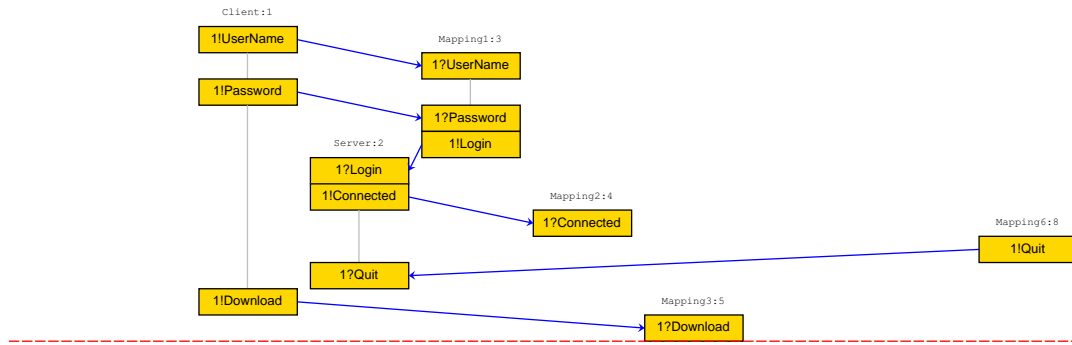 Client:1
1!UserName
Mapping1:3
1?UserName
1!Password
1?Password
1!Login
Server:2
1?Login
1!Connected
Mapping2:4
1?Connected
Mapping6:8
1!Quit
1?Quit
1!Download
Mapping3:5
1?Download